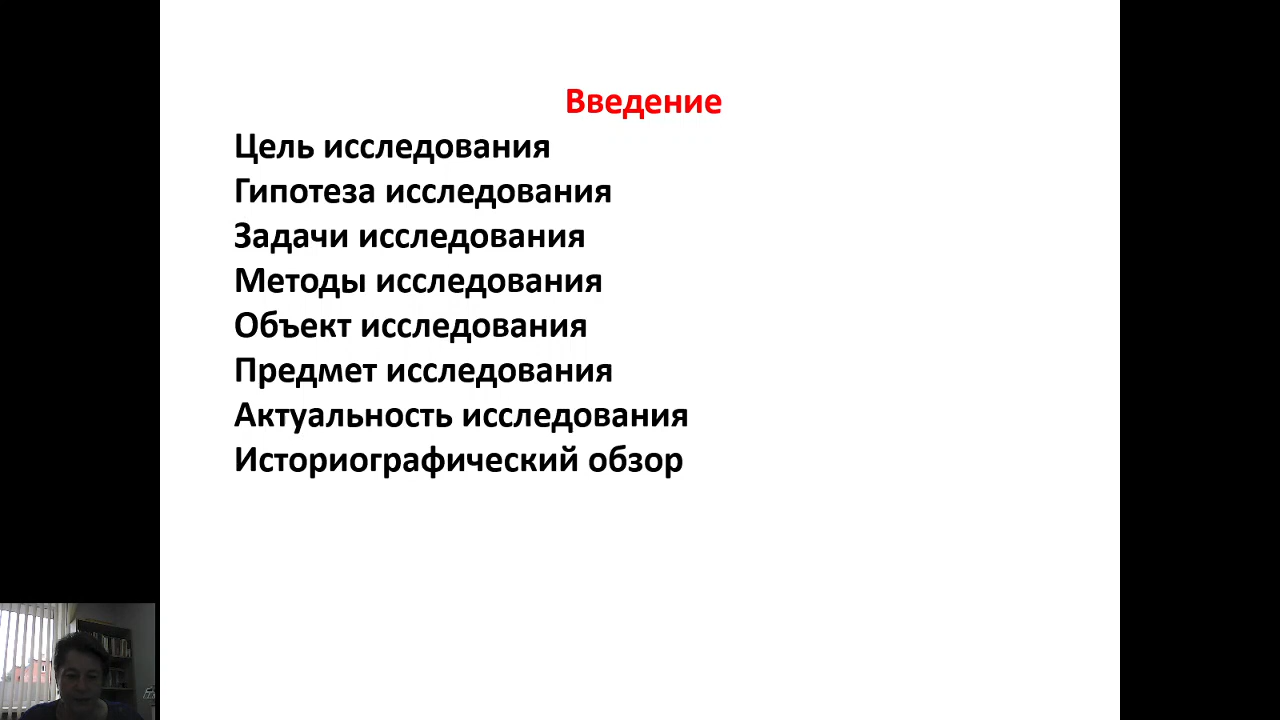 Введение
Цель исследования
Гипотеза исследования
Задачи исследования
Методы исследования
Объект исследования
Предмет исследования
Актуальность исследования
Историографический обзор